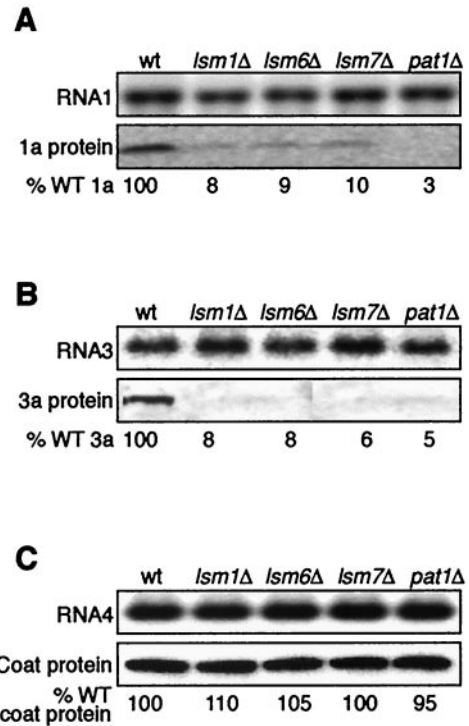 A
wt lsm1Δ lsm6Δ lsm7Δ pat1Δ
RNA1
1a protein
% WT 1a 100 8 9 10 3
B
wt lsm1Δ lsm6Δ lsm7Δ pat1Δ
RNA3
3a protein
% WT 3a 100 8 8 6 5
C
wt lsm1Δ lsm6Δ lsm7Δ pat1Δ
RNA4
Coat protein
% WT
coat protein 100 110 105 100 95